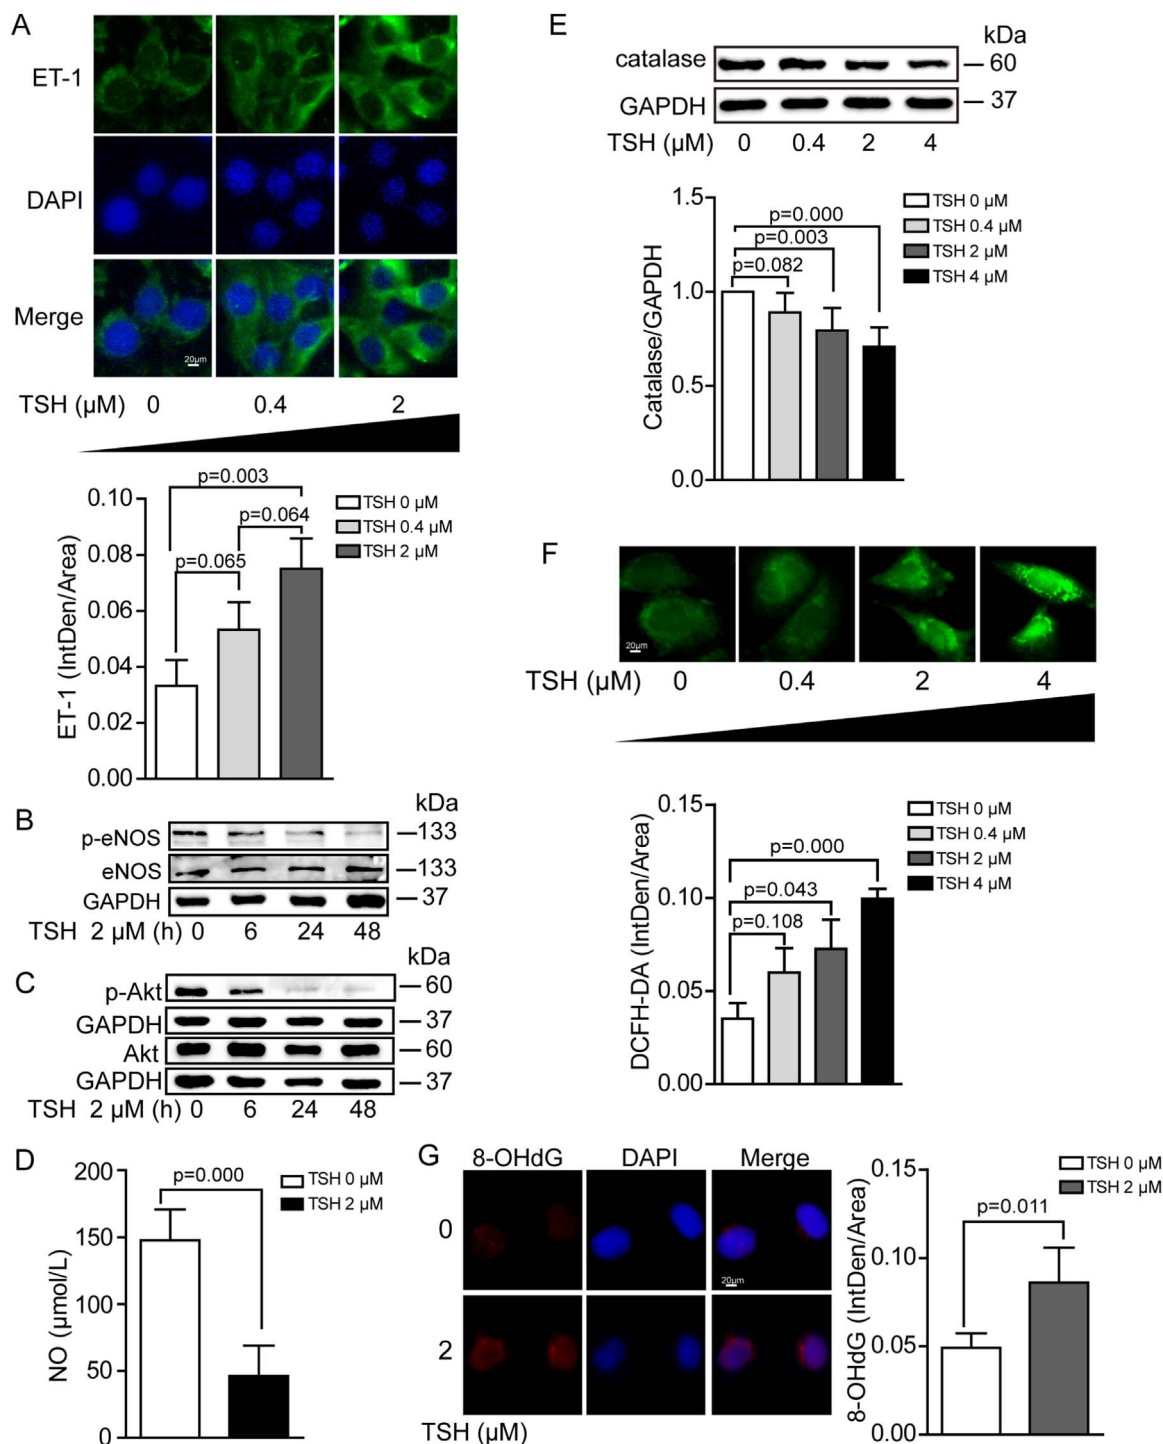 A
ET-1
DAPI
Merge
20μm
TSH (μM) 0 0.4 2
p=0.003
p=0.064
p=0.065
TSH 0 μM
TSH 0.4 μM
TSH 2 μM
ET-1 (IntDen/Area)
0.10
0.08
0.06
0.04
0.02
0.00
B
kDa
p-eNOS 133
eNOS 133
GAPDH 37
TSH 2 μM (h) 0 6 24 48
C
kDa
p-Akt 60
GAPDH 37
Akt 60
GAPDH 37
TSH 2 μM (h) 0 6 24 48
D
NO (μmol/L)
200
150
100
50
0
p=0.000
TSH 0 μM
TSH 2 μM
E
kDa
catalase 60
GAPDH 37
TSH (μM) 0 0.4 2 4
Catalase/GAPDH
1.5
1.0
0.5
0.0
p=0.000
p=0.003
p=0.082
TSH 0 μM
TSH 0.4 μM
TSH 2 μM
TSH 4 μM
F
20μm
TSH (μM) 0 0.4 2 4
DCFH-DA (IntDen/Area)
0.15
0.10
0.05
0.00
p=0.000
p=0.043
p=0.108
TSH 0 μM
TSH 0.4 μM
TSH 2 μM
TSH 4 μM
G
8-OHdG DAPI Merge
0
20μm
2
TSH (μM)
8-OHdG (IntDen/Area)
0.15
0.10
0.05
0.00
p=0.011
TSH 0 μM
TSH 2 μM